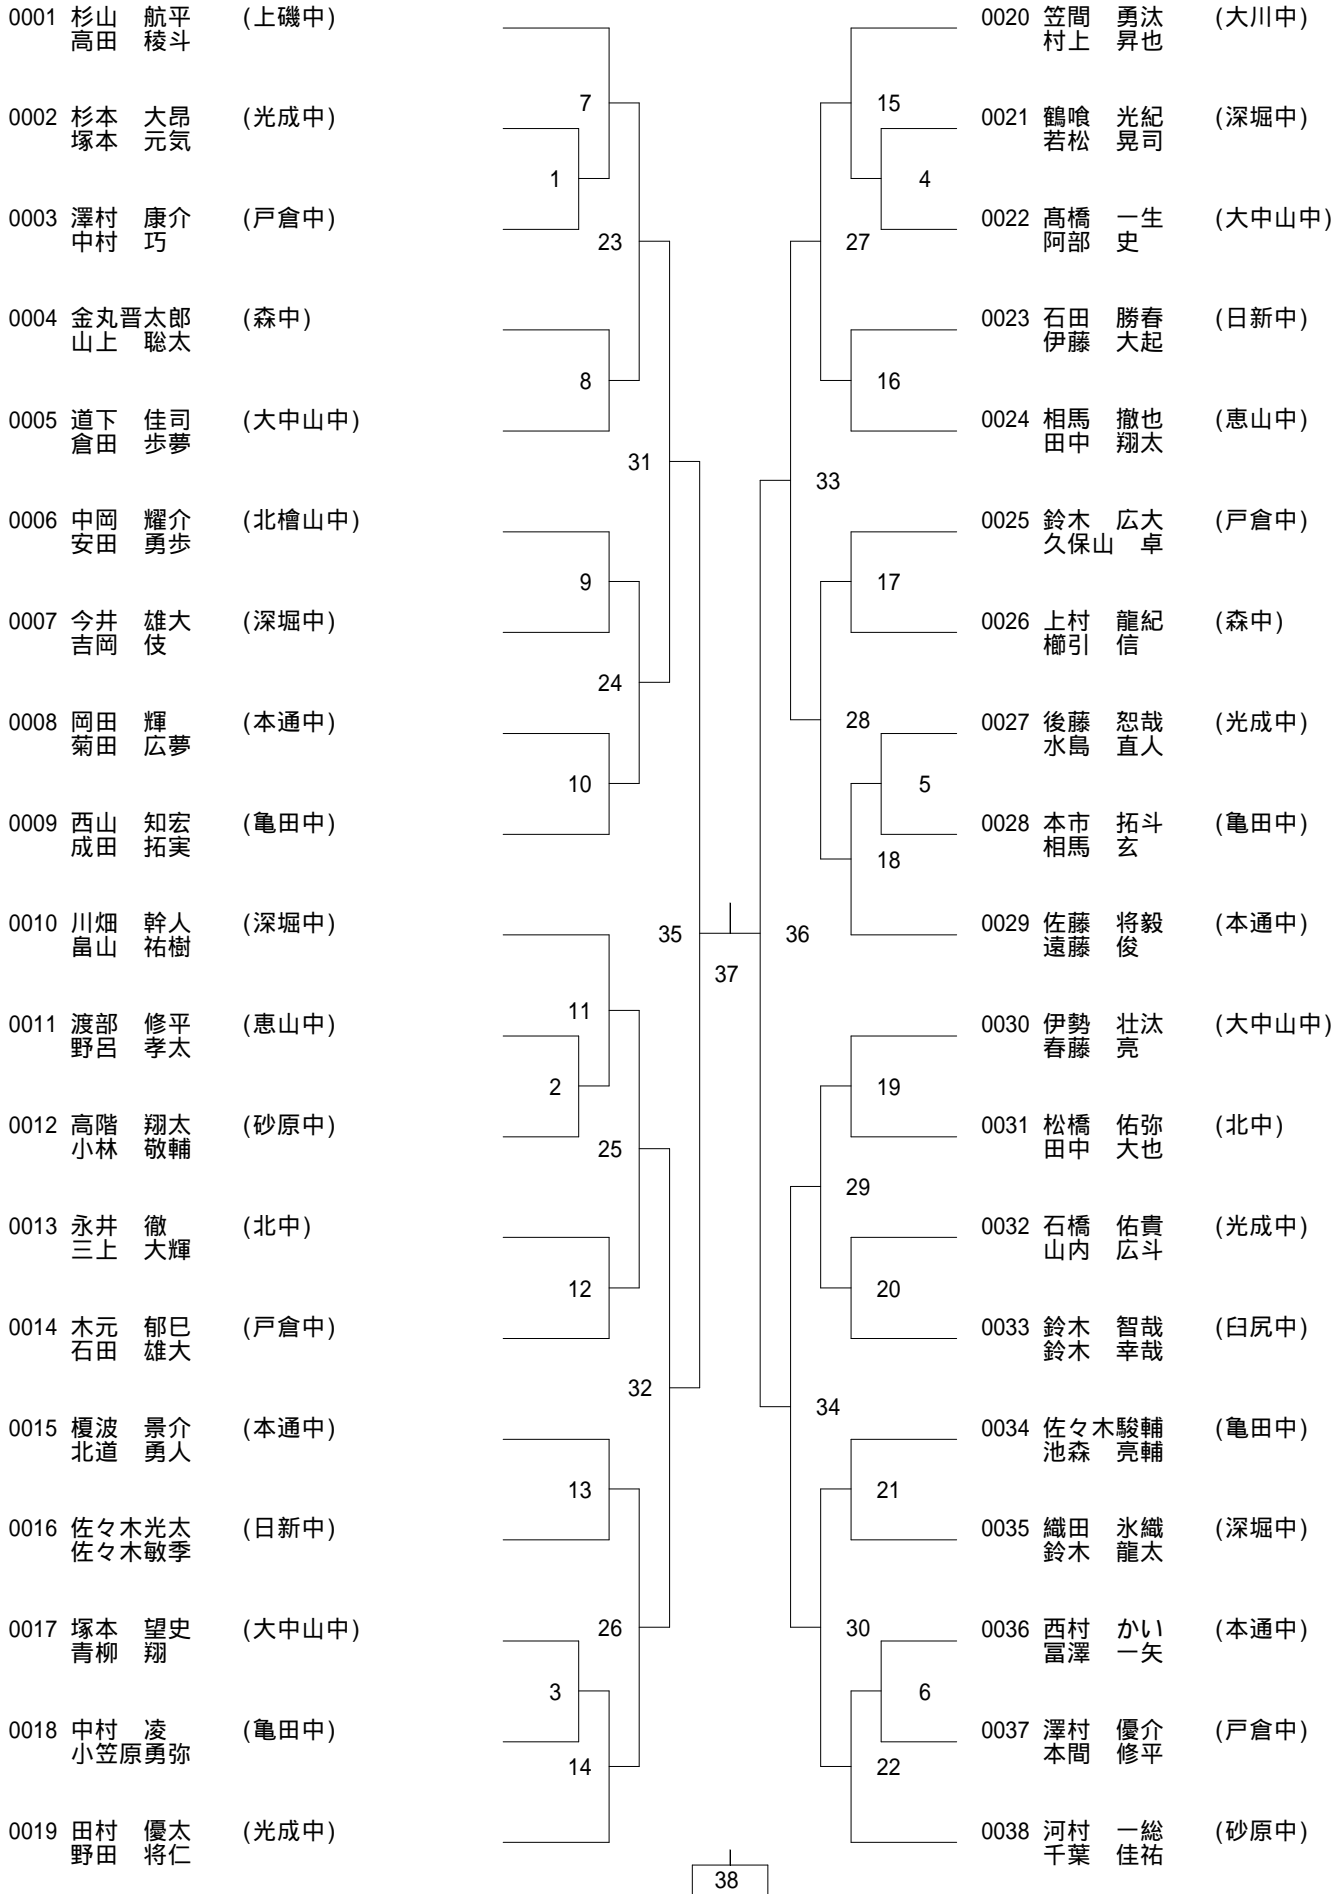 0001 杉山 航平 (上磯中)
高田 稜斗
0002 杉本 大昂 (光成中)
塚本 元気
0003 澤村 康介 (戸倉中)
中村 巧
0004 金丸晋太郎 (森中)
山上 聡太
0005 道下 佳司 (大中山中)
倉田 歩夢
0006 中岡 耀介 (北檜山中)
安田 勇歩
0007 今井 雄大 (深堀中)
吉岡 伎
0008 岡田 輝 (本通中)
菊田 広夢
0009 西山 知宏 (亀田中)
成田 拓実
0010 川畑 幹人 (深堀中)
畠山 祐樹
0011 渡部 修平 (恵山中)
野呂 孝太
0012 高階 翔太 (砂原中)
小林 敬輔
0013 永井 徹 (北中)
三上 大輝
0014 木元 郁巳 (戸倉中)
石田 雄大
0015 榎波 景介 (本通中)
北道 勇人
0016 佐々木光太 (日新中)
佐々木敏季
0017 塚本 望史 (大中山中)
青柳 翔
0018 中村 凌 (亀田中)
小笠原勇弥
0019 田村 優太 (光成中)
野田 将仁
7
1
23
8
31
9
24
10
35
11
2
25
12
32
13
26
3
14
37
38
15
4
27
16
33
17
28
5
18
36
19
29
20
34
21
30
6
22
0020 笠間 勇汰 (大川中)
村上 昇也
0021 鶴喰 光紀 (深堀中)
若松 晃司
0022 髙橋 一生 (大中山中)
阿部 史
0023 石田 勝春 (日新中)
伊藤 大起
0024 相馬 撤也 (恵山中)
田中 翔太
0025 鈴木 広大 (戸倉中)
久保山 卓
0026 上村 龍紀 (森中)
櫛引 信
0027 後藤 恕哉 (光成中)
水島 直人
0028 本市 拓斗 (亀田中)
相馬 玄
0029 佐藤 将毅 (本通中)
遠藤 俊
0030 伊勢 壮汰 (大中山中)
春藤 亮
0031 松橋 佑弥 (北中)
田中 大也
0032 石橋 佑貴 (光成中)
山内 広斗
0033 鈴木 智哉 (臼尻中)
鈴木 幸哉
0034 佐々木駿輔 (亀田中)
池森 亮輔
0035 織田 氷織 (深堀中)
鈴木 龍太
0036 西村 かい (本通中)
冨澤 一矢
0037 澤村 優介 (戸倉中)
本間 修平
0038 河村 一総 (砂原中)
千葉 佳祐